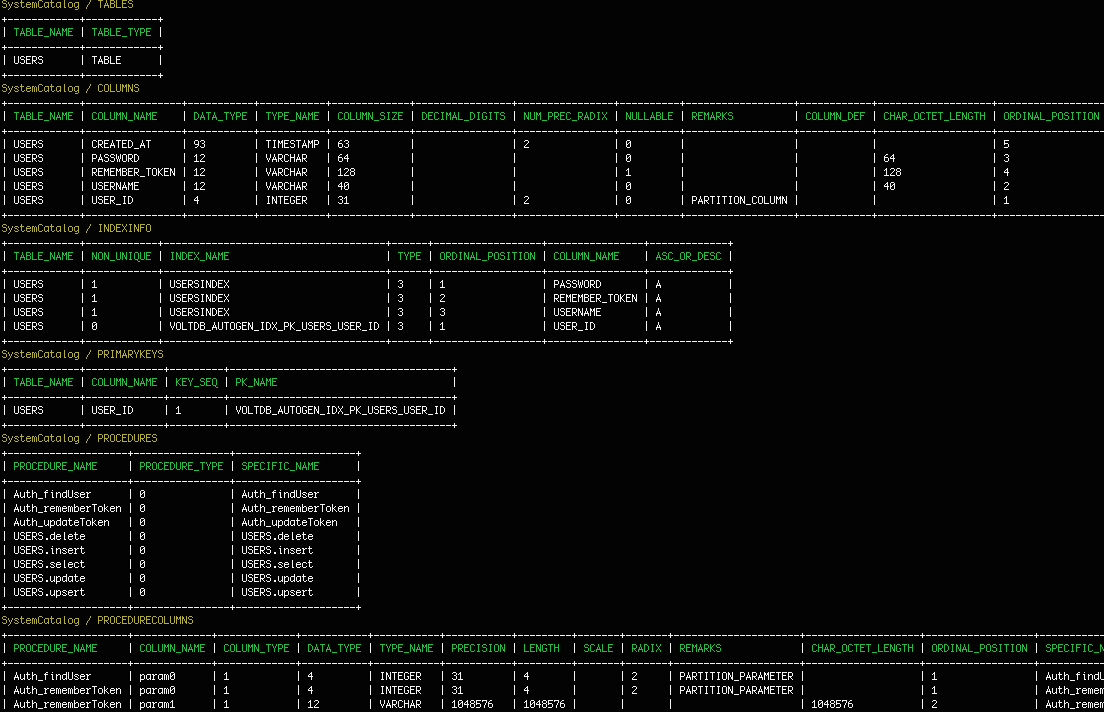 SystemCatalog / TABLES
| TABLE_NAME | TABLE_TYPE |
| USERS | TABLE |
SystemCatalog / COLUMNS
| TABLE_NAME | COLUMN_NAME | DATA_TYPE | TYPE_NAME | COLUMN_SIZE | DECIMAL_DIGITS | NUM_PREC_RADIX | NULLABLE | REMARKS | COLUMN_DEF | CHAR_OCTET_LENGTH | ORDINAL_POSITION
| USERS | CREATED_AT | 93 | TIMESTAMP | 63 | | 2 | 0 | | | | 5
| USERS | PASSWORD | 12 | VARCHAR | 64 | | | 0 | | | 64 | 3
| USERS | REMEMBER_TOKEN | 12 | VARCHAR | 128 | | | 1 | | | 128 | 4
| USERS | USERNAME | 12 | VARCHAR | 40 | | | 0 | | | 40 | 2
| USERS | USER_ID | 4 | INTEGER | 31 | | 2 | 0 | PARTITION_COLUMN | | | 1
SystemCatalog / INDEXINFO
| TABLE_NAME | NON_UNIQUE | INDEX_NAME | TYPE | ORDINAL_POSITION | COLUMN_NAME | ASC_OR_DESC |
| USERS | 1 | USERSINDEX | 3 | 1 | PASSWORD | A |
| USERS | 1 | USERSINDEX | 3 | 2 | REMEMBER_TOKEN | A |
| USERS | 1 | USERSINDEX | 3 | 3 | USERNAME | A |
| USERS | 0 | VOLTDB_AUTOGEN_IDX_PK_USERS_USER_ID | 3 | 1 | USER_ID | A |
SystemCatalog / PRIMARYKEYS
| TABLE_NAME | COLUMN_NAME | KEY_SEQ | PK_NAME |
| USERS | USER_ID | 1 | VOLTDB_AUTOGEN_IDX_PK_USERS_USER_ID |
SystemCatalog / PROCEDURES
| PROCEDURE_NAME | PROCEDURE_TYPE | SPECIFIC_NAME |
| Auth_findUser | 0 | Auth_findUser |
| Auth_rememberToken | 0 | Auth_rememberToken |
| Auth_updateToken | 0 | Auth_updateToken |
| USERS.delete | 0 | USERS.delete |
| USERS.insert | 0 | USERS.insert |
| USERS.select | 0 | USERS.select |
| USERS.update | 0 | USERS.update |
| USERS.upsert | 0 | USERS.upsert |
SystemCatalog / PROCEDURECOLUMNS
| PROCEDURE_NAME | COLUMN_NAME | COLUMN_TYPE | DATA_TYPE | TYPE_NAME | PRECISION | LENGTH | SCALE | RADIX | REMARKS | CHAR_OCTET_LENGTH | ORDINAL_POSITION | SPECIFIC_N
| Auth_findUser | param0 | 1 | 4 | INTEGER | 31 | 4 | | 2 | PARTITION_PARAMETER | | 1 | Auth_findU
| Auth_rememberToken | param0 | 1 | 4 | INTEGER | 31 | 4 | | 2 | PARTITION_PARAMETER | | 1 | Auth_remem
| Auth_rememberToken | param1 | 1 | 12 | VARCHAR | 1048576 | 1048576 | | | | 1048576 | 2 | Auth_remem